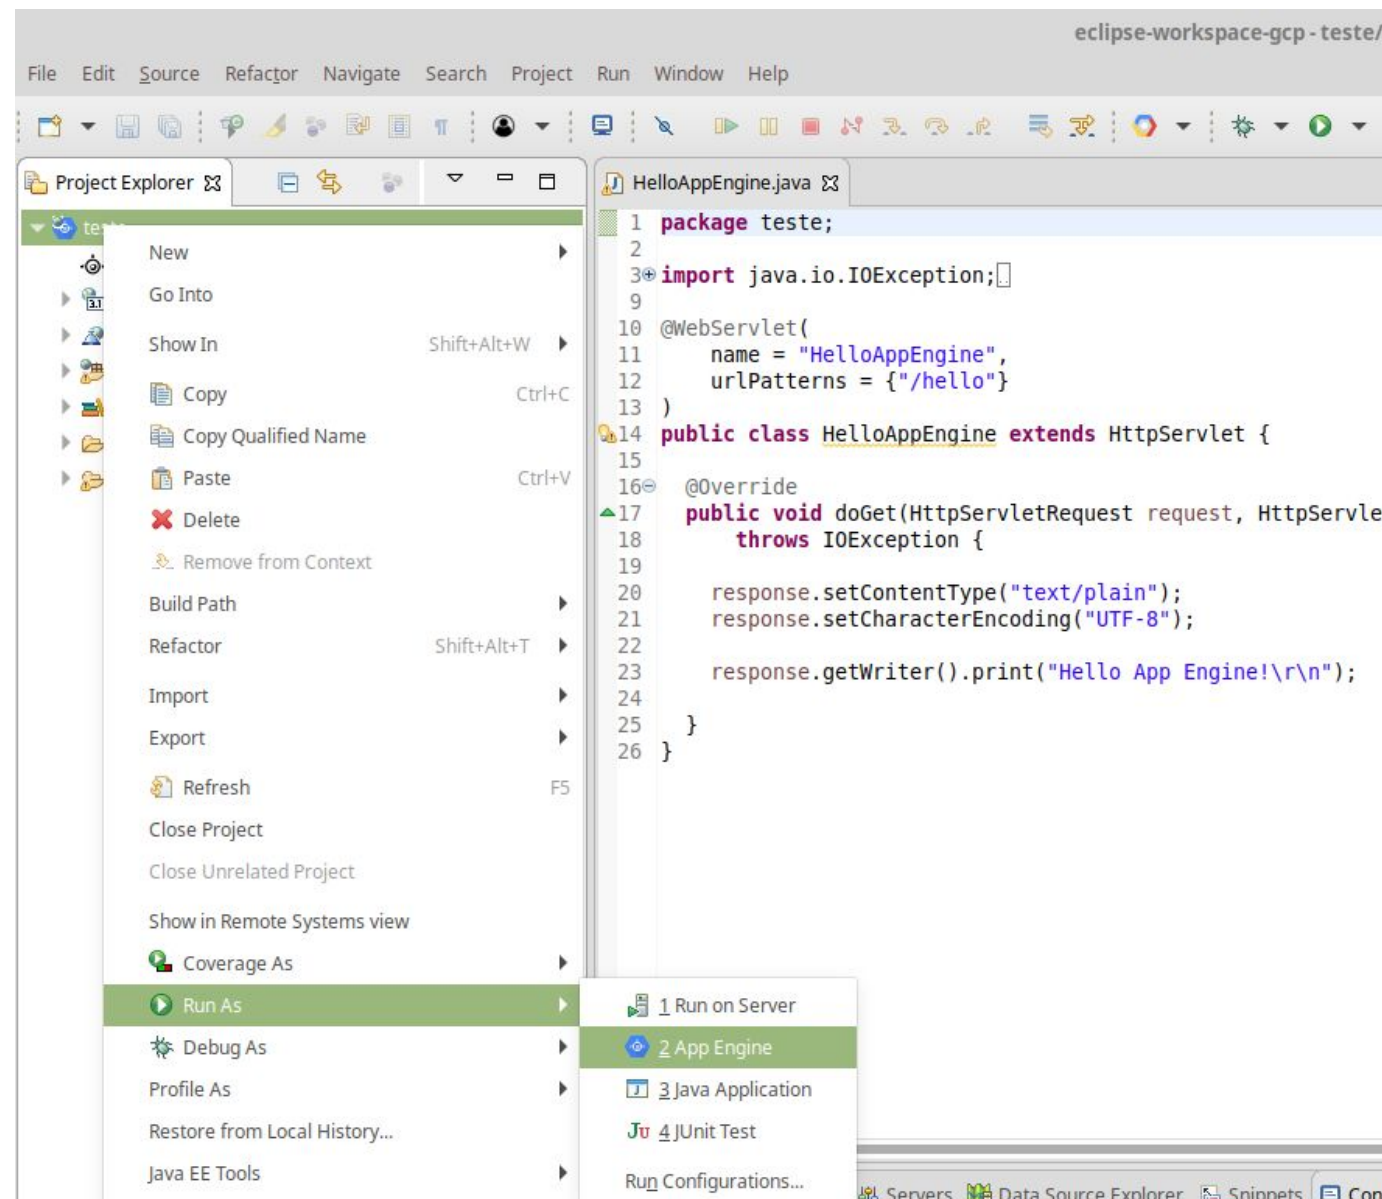 eclipse-workspace-gcp - teste/
File Edit Source Refactor Navigate Search Project Run Window Help
Project Explorer
HelloAppEngine.java
1 package teste;
2
3 import java.io.IOException;
9
10 @WebServlet(
11 name = "HelloAppEngine",
12 urlPatterns = {"/hello"}
13 )
14 public class HelloAppEngine extends HttpServlet {
15
16 @Override
17 public void doGet(HttpServletRequest request, HttpServle
18 throws IOException {
19
20 response.setContentType("text/plain");
21 response.setCharacterEncoding("UTF-8");
22
23 response.getWriter().print("Hello App Engine!\r\n");
24
25 }
26 }
3.1
New
Go Into
Show In Shift+Alt+W
Copy Ctrl+C
Copy Qualified Name
Paste Ctrl+V
Delete
Remove from Context
Build Path
Refactor Shift+Alt+T
Import
Export
Refresh F5
Close Project
Close Unrelated Project
Show in Remote Systems view
Coverage As
Run As
Debug As
Profile As
Restore from Local History...
Java EE Tools
1 Run on Server
2 App Engine
3 Java Application
Ju 4 JUnit Test
Run Configurations...
Servers Data Source Explorer Snippets Con